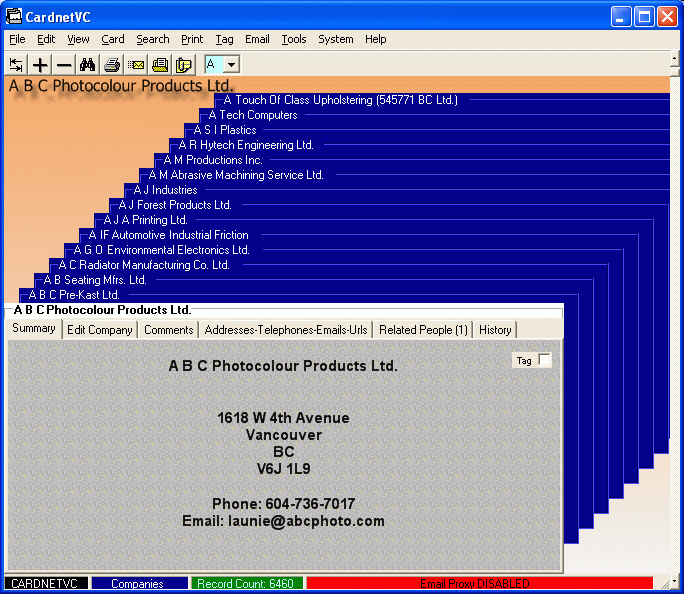 CardnetVC
File Edit View Card Search Print Tag Email Tools System Help
A
A B C Photocolour Products Ltd.
A Touch Of Class Upholstering (545771 BC Ltd.)
A Tech Computers
A S I Plastics
A R Hytech Engineering Ltd.
A M Productions Inc.
A M Abrasive Machining Service Ltd.
A J Industries
A J Forest Products Ltd.
A J A Printing Ltd.
A IF Automotive Industrial Friction
A G O Environmental Electronics Ltd.
A C Radiator Manufacturing Co. Ltd.
A B Seating Mfrs. Ltd.
A B C Pre-Kast Ltd.
A B C Photocolour Products Ltd.
Summary Edit Company Comments Addresses-Telephones-Emails-Urls Related People (1) History
Tag
A B C Photocolour Products Ltd.
1618 W 4th Avenue
Vancouver
BC
V6J 1L9
Phone: 604-736-7017
Email: launie@abcphoto.com
CARDNETVC Companies Record Count: 6460 Email Proxy DISABLED